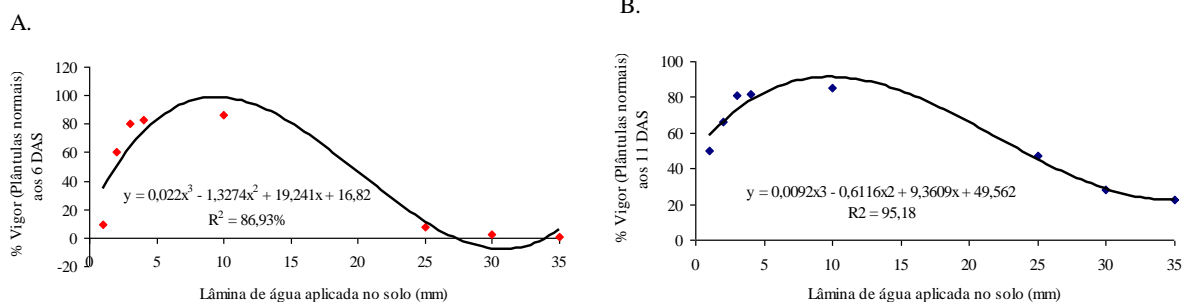 A.
% Vigor (Plântulas normais)
aos 6 DAS
120
100
80
60
40
20
0
-20
y = 0,022x³ - 1,3274x² + 19,241x + 16,82
R² = 86,93%
0 5 10 15 20 25 30 35
Lâmina de água aplicada no solo (mm)
B.
% Vigor (Plântulas normais)
aos 11 DAS
100
80
60
40
20
0
y = 0,0092x3 - 0,6116x2 + 9,3609x + 49,562
R2 = 95,18
0 5 10 15 20 25 30 35
Lâmina de água aplicada no solo (mm)